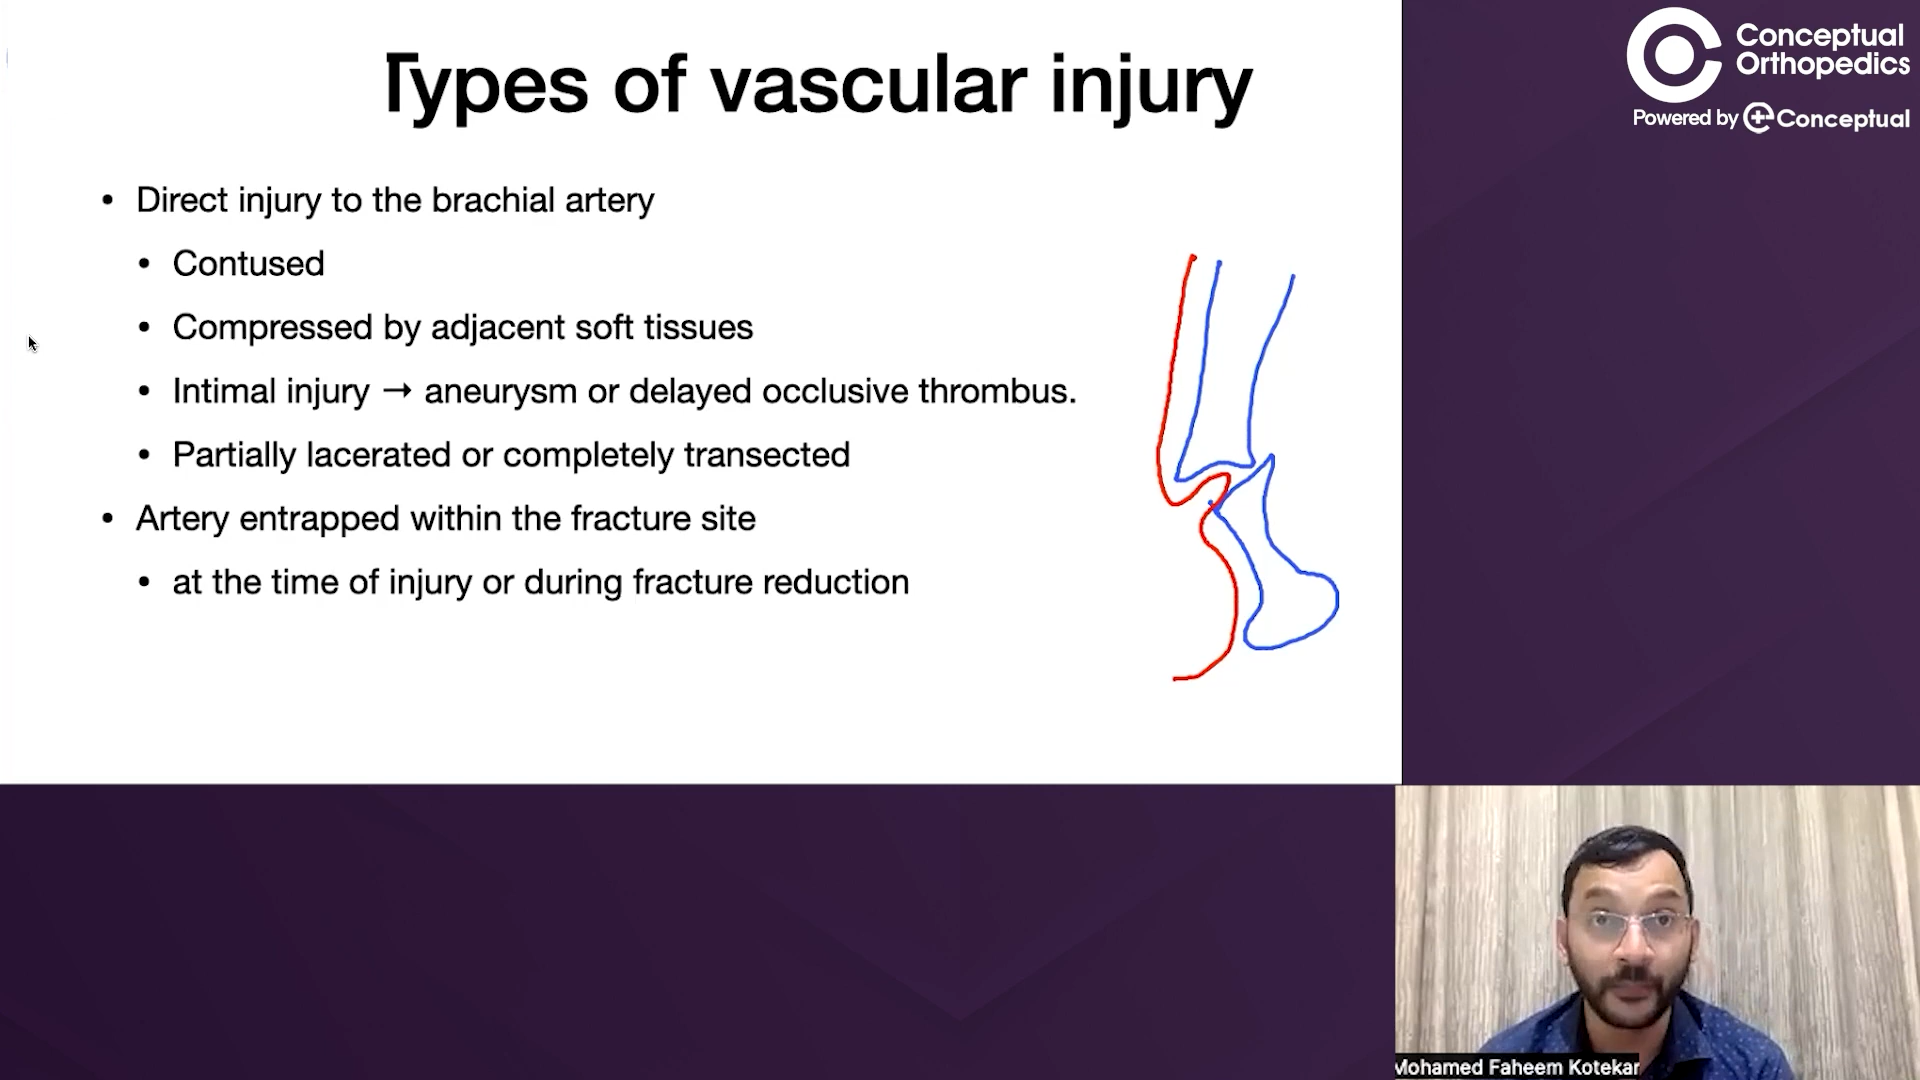 Types of vascular injury
• Direct injury to the brachial artery
• Contused
• Compressed by adjacent soft tissues
• Intimal injury → aneurysm or delayed occlusive thrombus.
• Partially lacerated or completely transected
• Artery entrapped within the fracture site
• at the time of injury or during fracture reduction
Conceptual
Orthopedics
Powered by Conceptual
Mohamed Faheem Kotekar